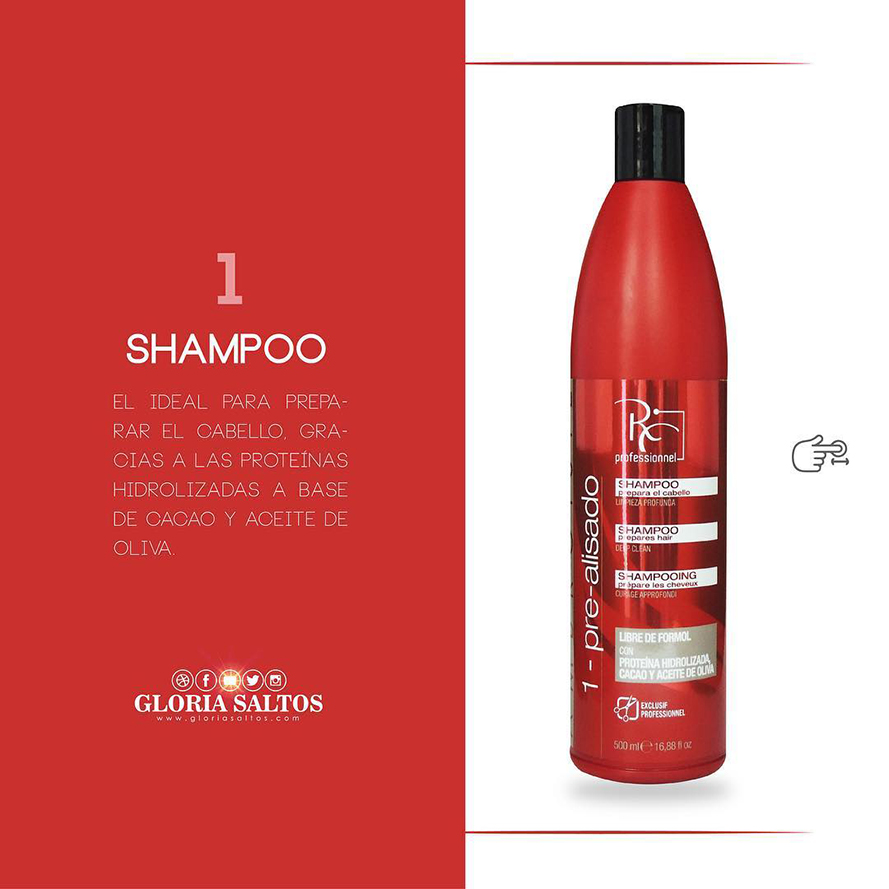 1
SHAMPOO
EL IDEAL PARA PREPA-
RAR EL CABELLO, GRA-
CIAS A LAS PROTEÍNAS
HIDROLIZADAS A BASE
DE CACAO Y ACEITE DE
OLIVA.
GLORIA SALTOS
www.gloriasaltos.com
professionnel
1 - pre-alisado
SHAMPOO
prepara el cabello
LIMPIEZA PROFUNDA
SHAMPOO
prepares hair
DEEP CLEAN
SHAMPOOING
prépare les cheveux
CURAGE APPROFONDI
LIBRE DE FORMOL
CON
PROTEÍNA HIDROLIZADA,
CACAO Y ACEITE DE OLIVA
EXCLUSIF
PROFESSIONNEL
500 ml e 16,88 fl oz